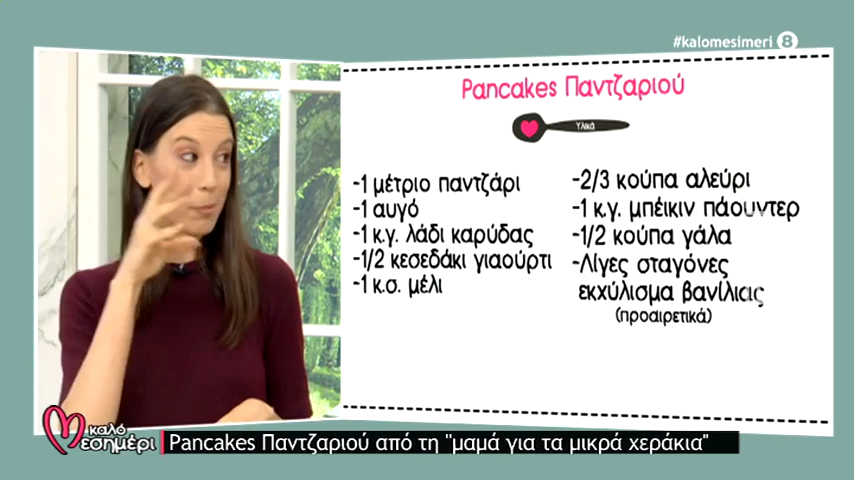 #kalomesimeri 8
Pancakes Παντζαριού
Υλικά
-1 μέτριο παντζάρι
-1 αυγό
-1 κ.γ. λάδι καρύδας
-1/2 κεσεδάκι γιαούρτι
-1 κ.σ. μέλι
-2/3 κούπα αλεύρι
-1 κ.γ. μπέικιν πάουντερ
-1/2 κούπα γάλα
-Λίγες σταγόνες
εκχύλισμα βανίλιας
(προαιρετικά)
καλό
μεσημέρι
Pancakes Παντζαριού από τη "μαμά για τα μικρά χεράκια"